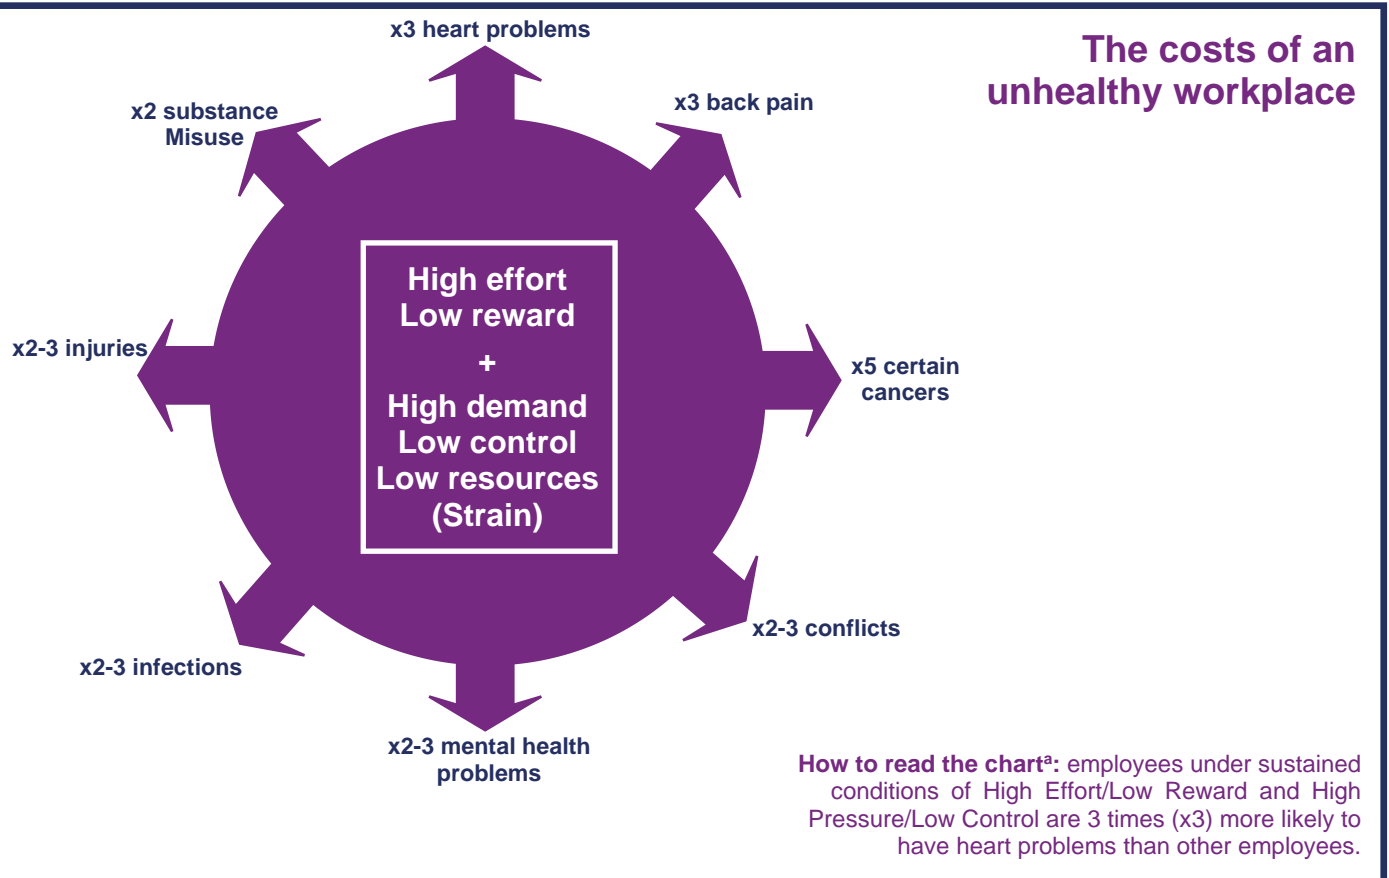 The costs of an
unhealthy workplace
x3 heart problems
x3 back pain
x5 certain
cancers
x2-3 conflicts
x2-3 mental health
problems
x2-3 infections
x2-3 injuries
x2 substance
Misuse
High effort
Low reward
+
High demand
Low control
Low resources
(Strain)
How to read the chartª: employees under sustained
conditions of High Effort/Low Reward and High
Pressure/Low Control are 3 times (x3) more likely to
have heart problems than other employees.